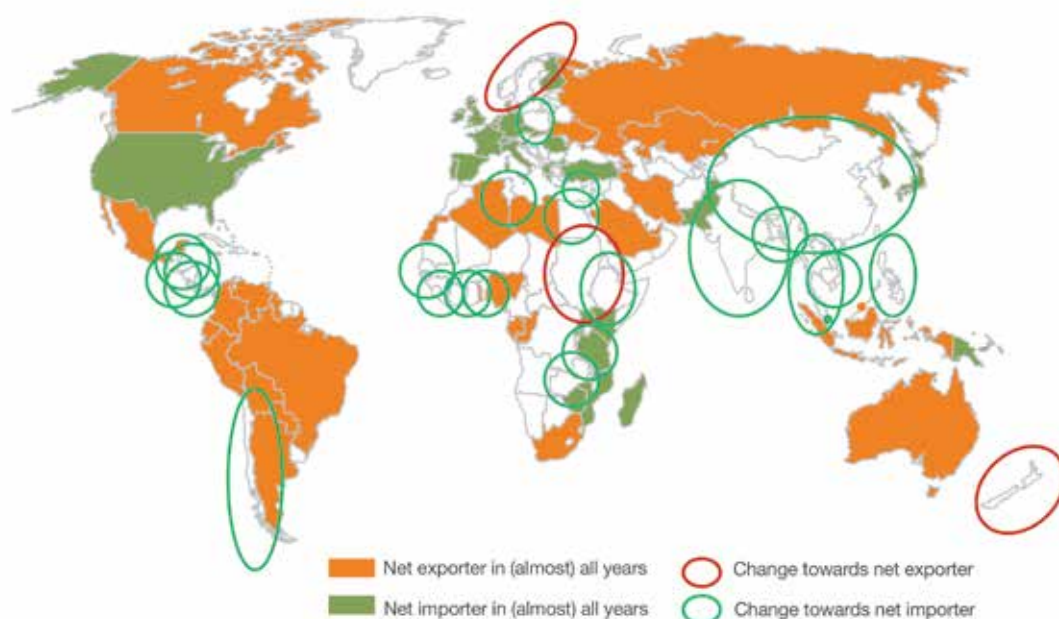 Net exporter in (almost) all years
Change towards net exporter
Net importer in (almost) all years
Change towards net importer